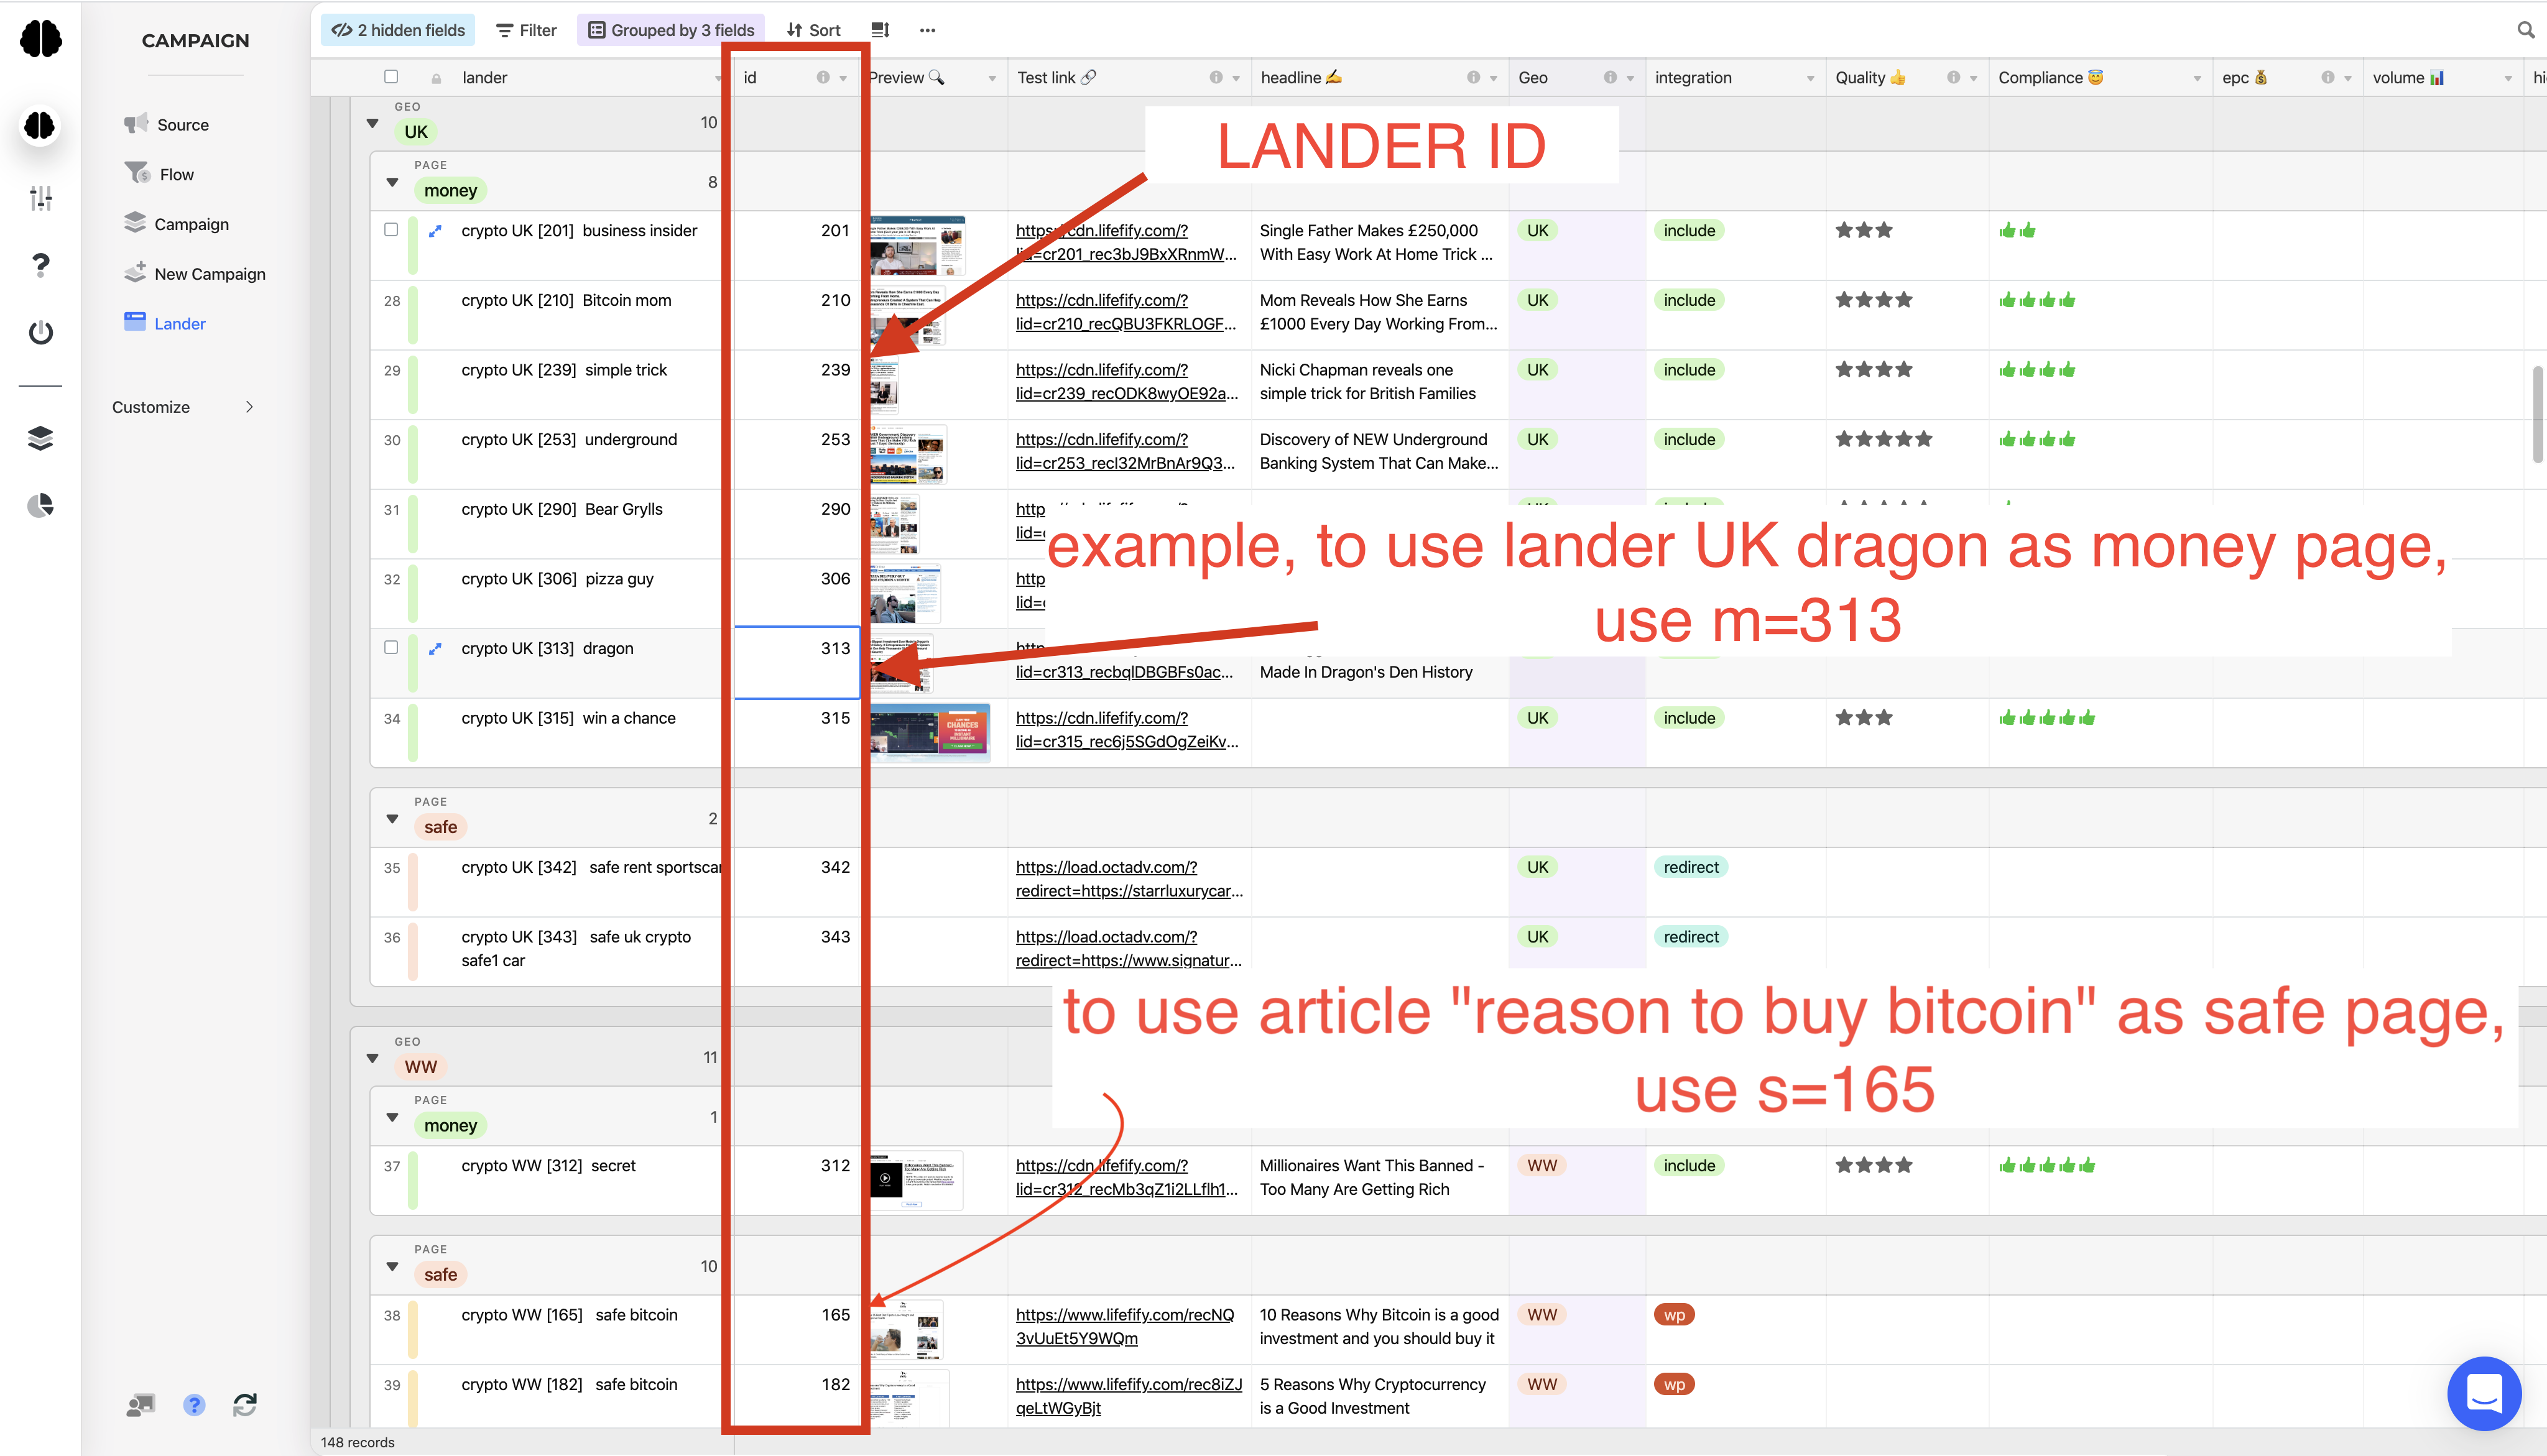 CAMPAIGN
Source
Flow
Campaign
New Campaign
Lander
Customize
2 hidden fields
Filter
Grouped by 3 fields
Sort
lander
id
Preview
Test link
headline
Geo
integration
Quality
Compliance
epc
volume
hi
GEO
UK
10
PAGE
money
8
LANDER ID
crypto UK [201] business insider
201
https://cdn.lifefify.com/?
lid=cr201_rec3bJ9BxXRnmW...
Single Father Makes £250,000
With Easy Work At Home Trick ...
UK
include
28
crypto UK [210] Bitcoin mom
210
https://cdn.lifefify.com/?
lid=cr210_recQBU3FKRLOGF...
Mom Reveals How She Earns
£1000 Every Day Working From...
UK
include
29
crypto UK [239] simple trick
239
https://cdn.lifefify.com/?
lid=cr239_recODK8wyOE92a...
Nicki Chapman reveals one
simple trick for British Families
UK
include
30
crypto UK [253] underground
253
https://cdn.lifefify.com/?
lid=cr253_recI32MrBnAr9Q3...
Discovery of NEW Underground
Banking System That Can Make...
UK
include
31
crypto UK [290] Bear Grylls
290
example, to use lander UK dragon as money page,
use m=313
32
crypto UK [306] pizza guy
306
crypto UK [313] dragon
313
lid=cr313_recbqlDBGBFs0ac...
Made In Dragon's Den History
34
crypto UK [315] win a chance
315
https://cdn.lifefify.com/?
lid=cr315_rec6j5SGdOgZeiKv...
UK
include
PAGE
safe
2
35
crypto UK [342] safe rent sportscar
342
https://load.octadv.com/?
redirect=https://starrluxurycar...
UK
redirect
36
crypto UK [343] safe uk crypto
safe1 car
343
https://load.octadv.com/?
redirect=https://www.signatur...
UK
redirect
to use article "reason to buy bitcoin" as safe page,
use s=165
GEO
WW
11
PAGE
money
1
37
crypto WW [312] secret
312
https://cdn.lifefify.com/?
lid=cr312_recMb3qZ1i2LLflh1...
Millionaires Want This Banned -
Too Many Are Getting Rich
WW
include
PAGE
safe
10
38
crypto WW [165] safe bitcoin
165
https://www.lifefify.com/recNQ
3vUuEt5Y9WQm
10 Reasons Why Bitcoin is a good
investment and you should buy it
WW
wp
39
crypto WW [182] safe bitcoin
182
https://www.lifefify.com/rec8iZJ
qeLtWGyBjt
5 Reasons Why Cryptocurrency
is a Good Investment
WW
wp
148 records